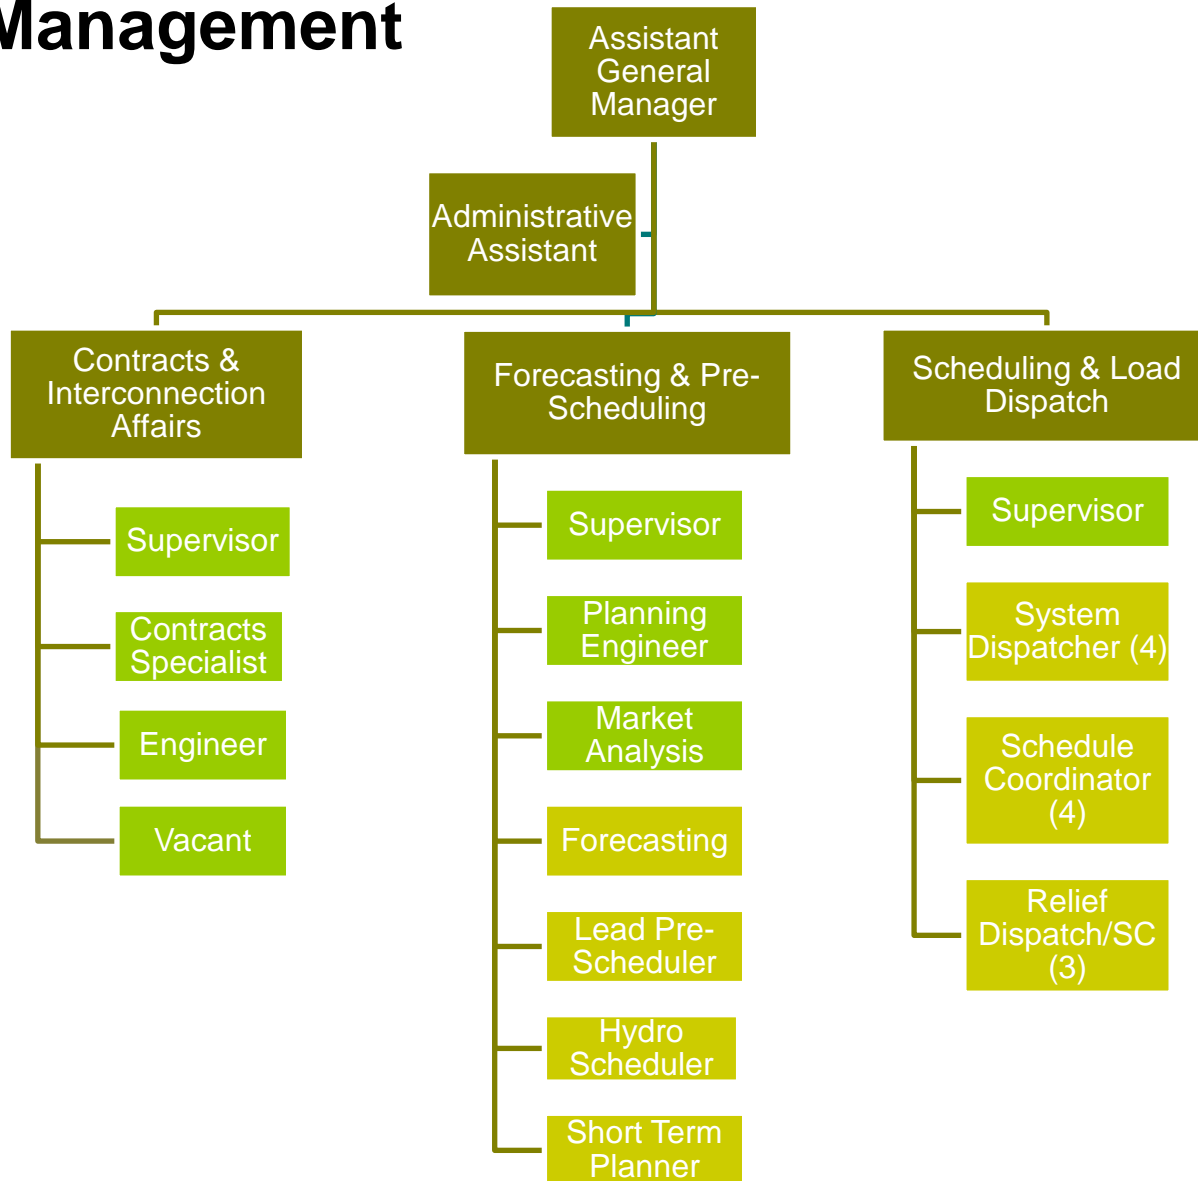 Management
Assistant
General
Manager
Administrative
Assistant
Contracts &
Interconnection
Affairs
Supervisor
Contracts
Specialist
Engineer
Vacant
Forecasting & Pre-
Scheduling
Supervisor
Planning
Engineer
Market
Analysis
Forecasting
Lead Pre-
Scheduler
Hydro
Scheduler
Short Term
Planner
Scheduling & Load
Dispatch
Supervisor
System
Dispatcher (4)
Schedule
Coordinator
(4)
Relief
Dispatch/SC
(3)